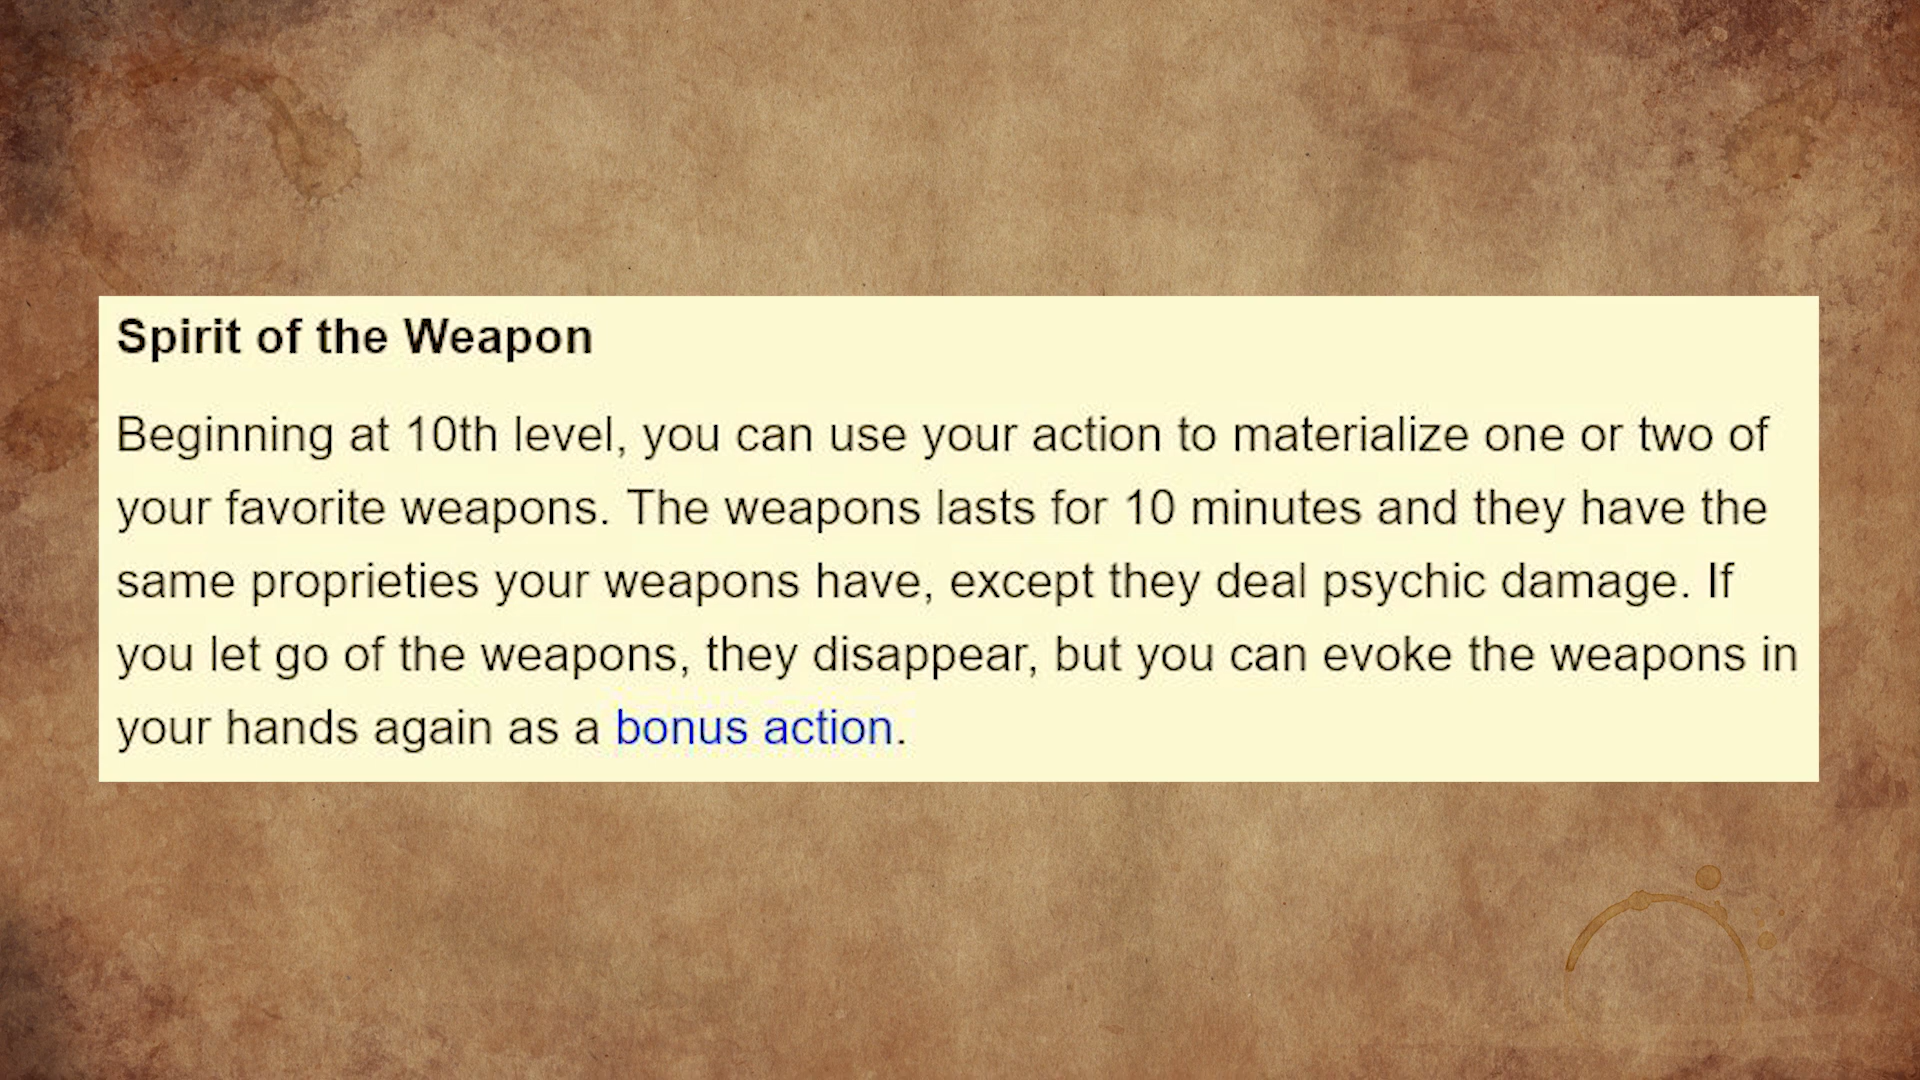 Spirit of the Weapon
Beginning at 10th level, you can use your action to materialize one or two of
your favorite weapons. The weapons lasts for 10 minutes and they have the
same proprieties your weapons have, except they deal psychic damage. If
you let go of the weapons, they disappear, but you can evoke the weapons in
your hands again as a bonus action.